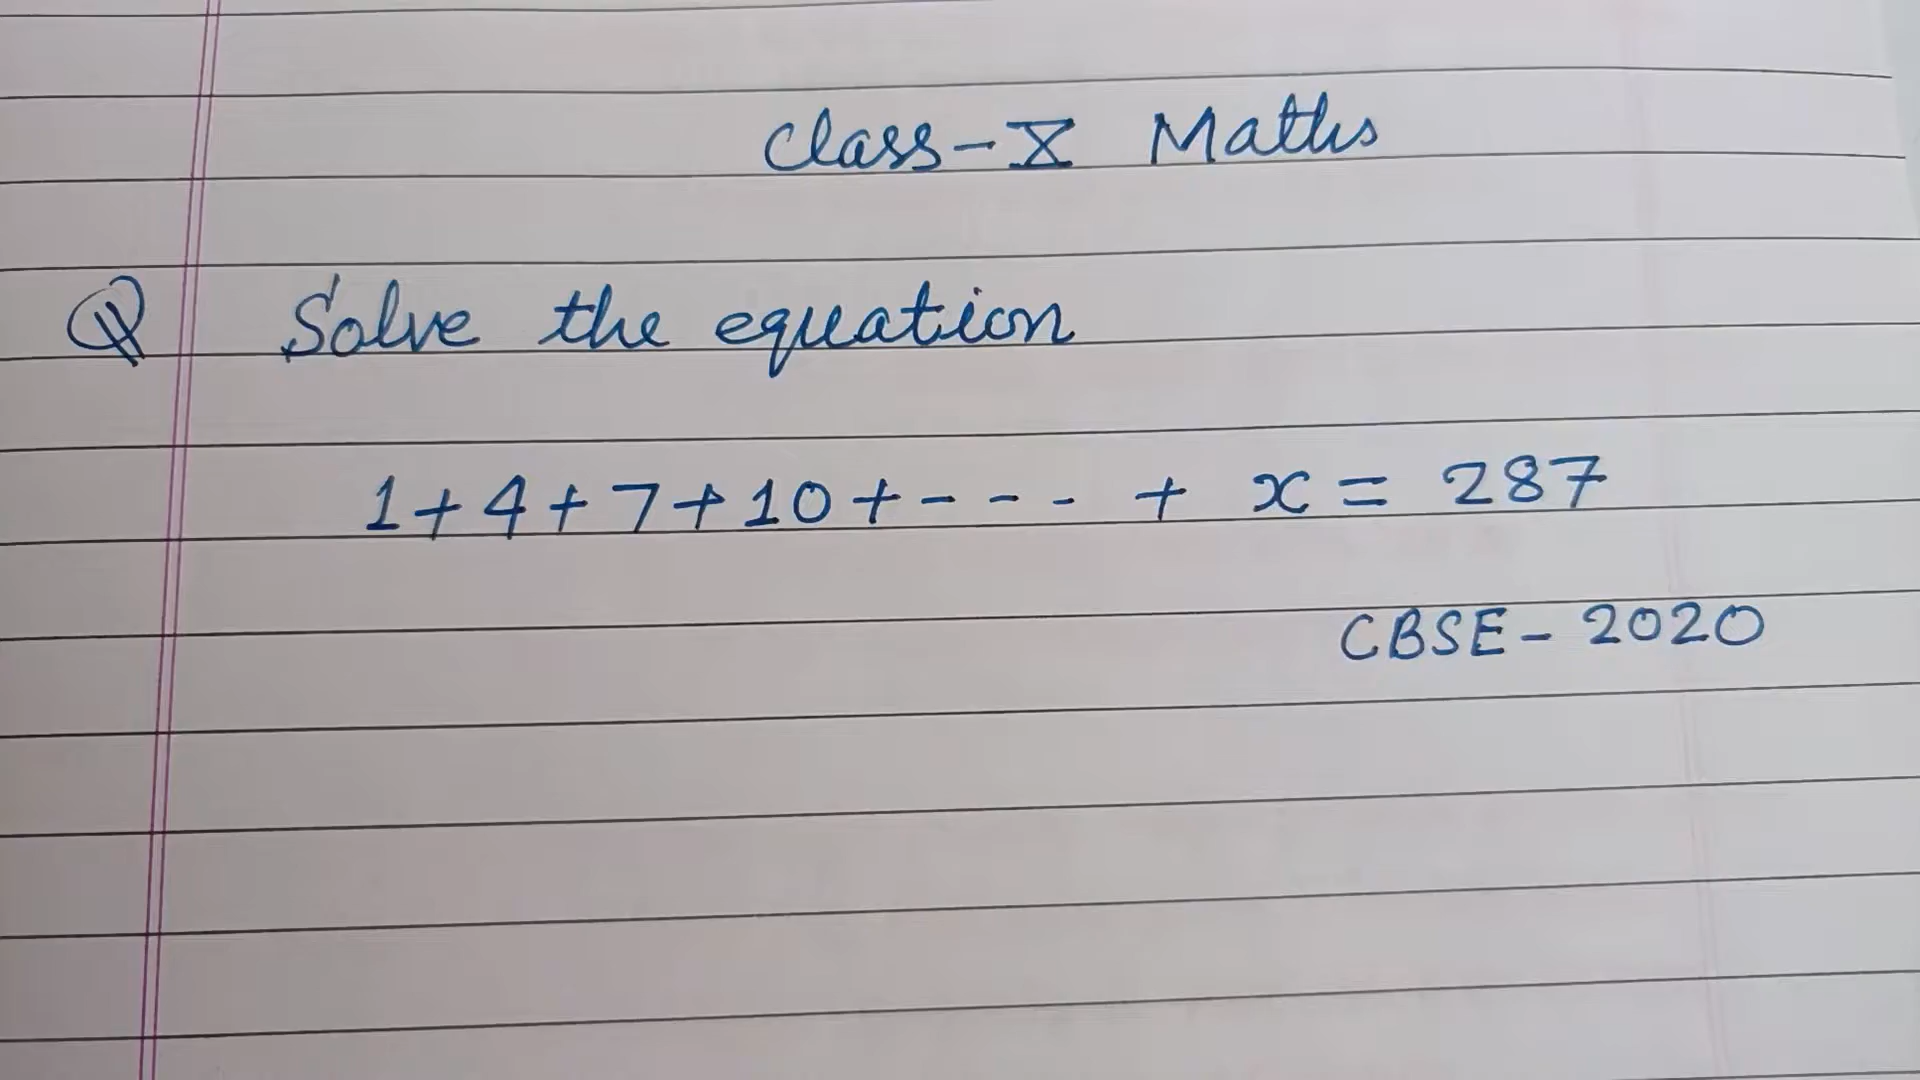 Class-X Maths
Q Solve the equation
1+4+7+10+---- + x = 287
CBSE-2020